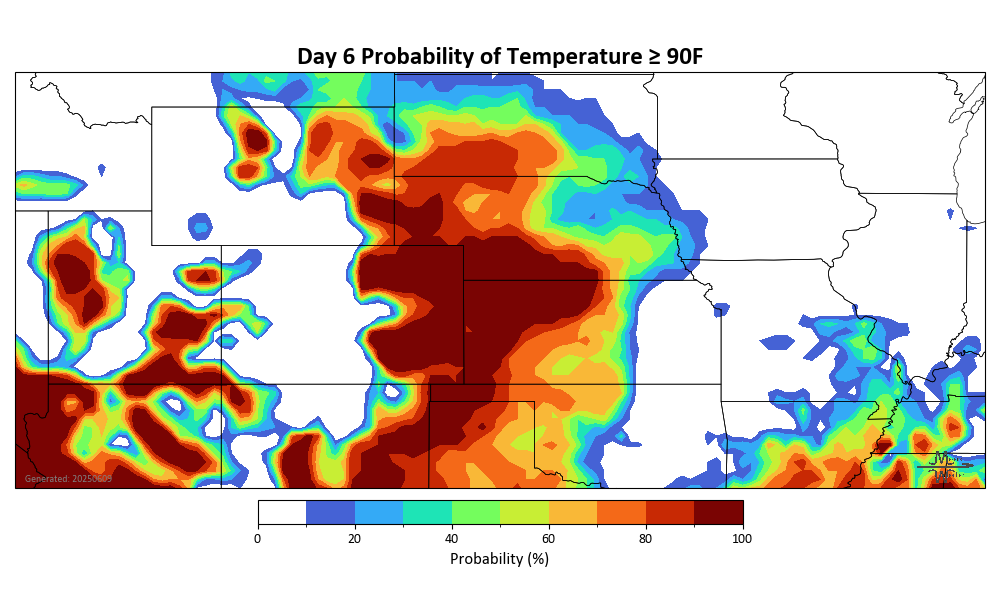 Day 6 Probability of Temperature ≥ 90F
Generated: 20250609
0 20 40 60 80 100
Probability (%)